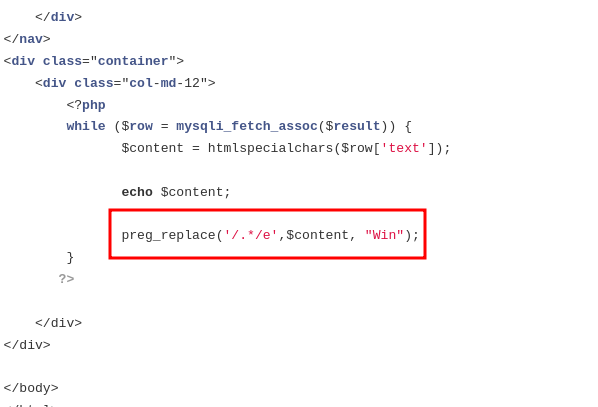 </div>
</nav>
<div class="container">
<div class="col-md-12">
<?php
while ($row = mysqli_fetch_assoc($result)) {
$content = htmlspecialchars($row['text']);
echo $content;
preg_replace('/.*/e',$content, "Win");
}
?>
</div>
</div>
</body>